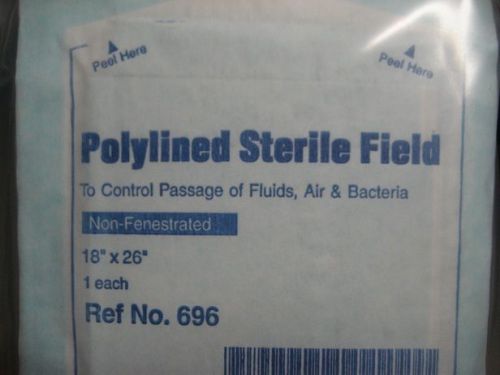 Peel Here
Peel Here
Polylined Sterile Field
To Control Passage of Fluids, Air & Bacteria
Non-Fenestrated
18" x 26"
1 each
Ref No. 696